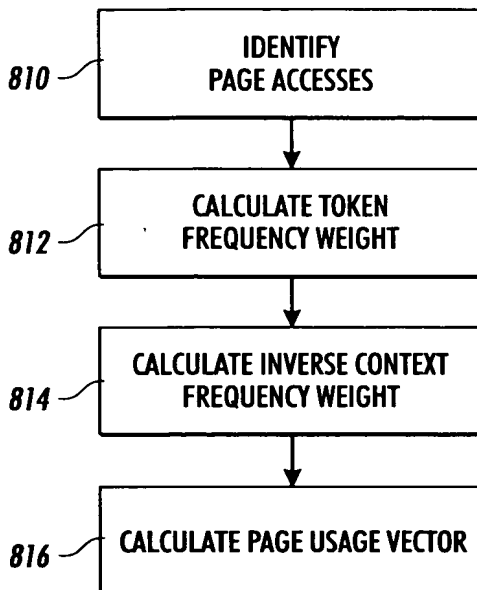 810
IDENTIFY
PAGE ACCESSES
812
CALCULATE TOKEN
FREQUENCY WEIGHT
814
CALCULATE INVERSE CONTEXT
FREQUENCY WEIGHT
816
CALCULATE PAGE USAGE VECTOR